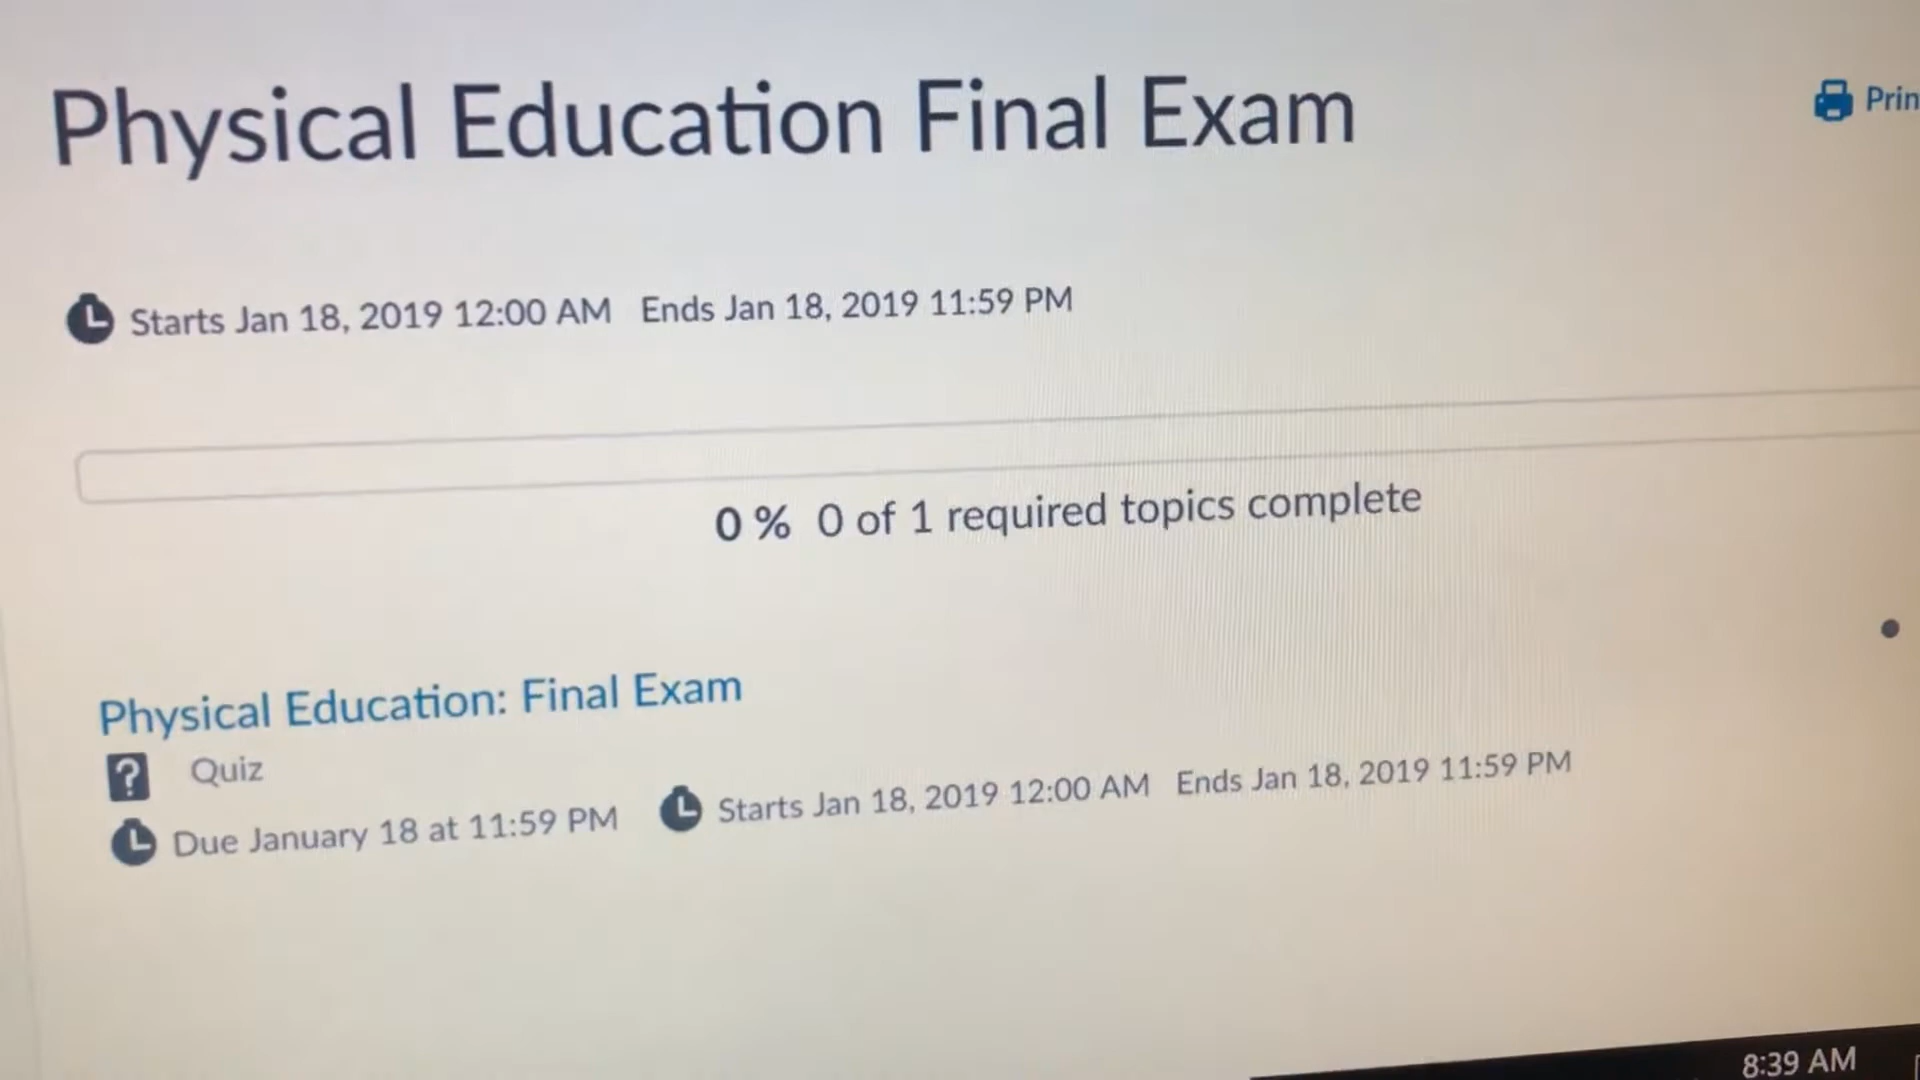 Physical Education Final Exam
Prin
Starts Jan 18, 2019 12:00 AM Ends Jan 18, 2019 11:59 PM
0 % 0 of 1 required topics complete
Physical Education: Final Exam
? Quiz
Due January 18 at 11:59 PM Starts Jan 18, 2019 12:00 AM Ends Jan 18, 2019 11:59 PM
8:39 AM